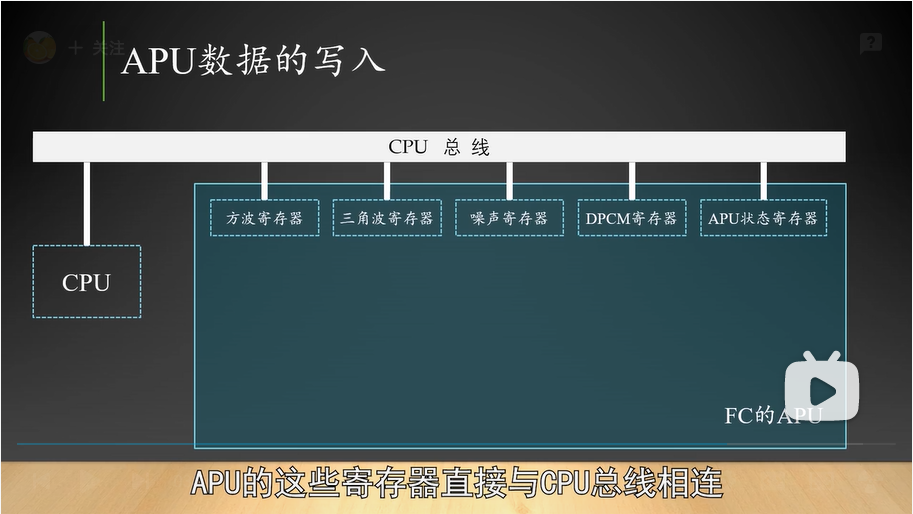 + 关注
APU数据的写入
?
CPU 总 线
方波寄存器
三角波寄存器
噪声寄存器
DPCM寄存器
APU状态寄存器
CPU
FC的APU
APU的这些寄存器直接与CPU总线相连